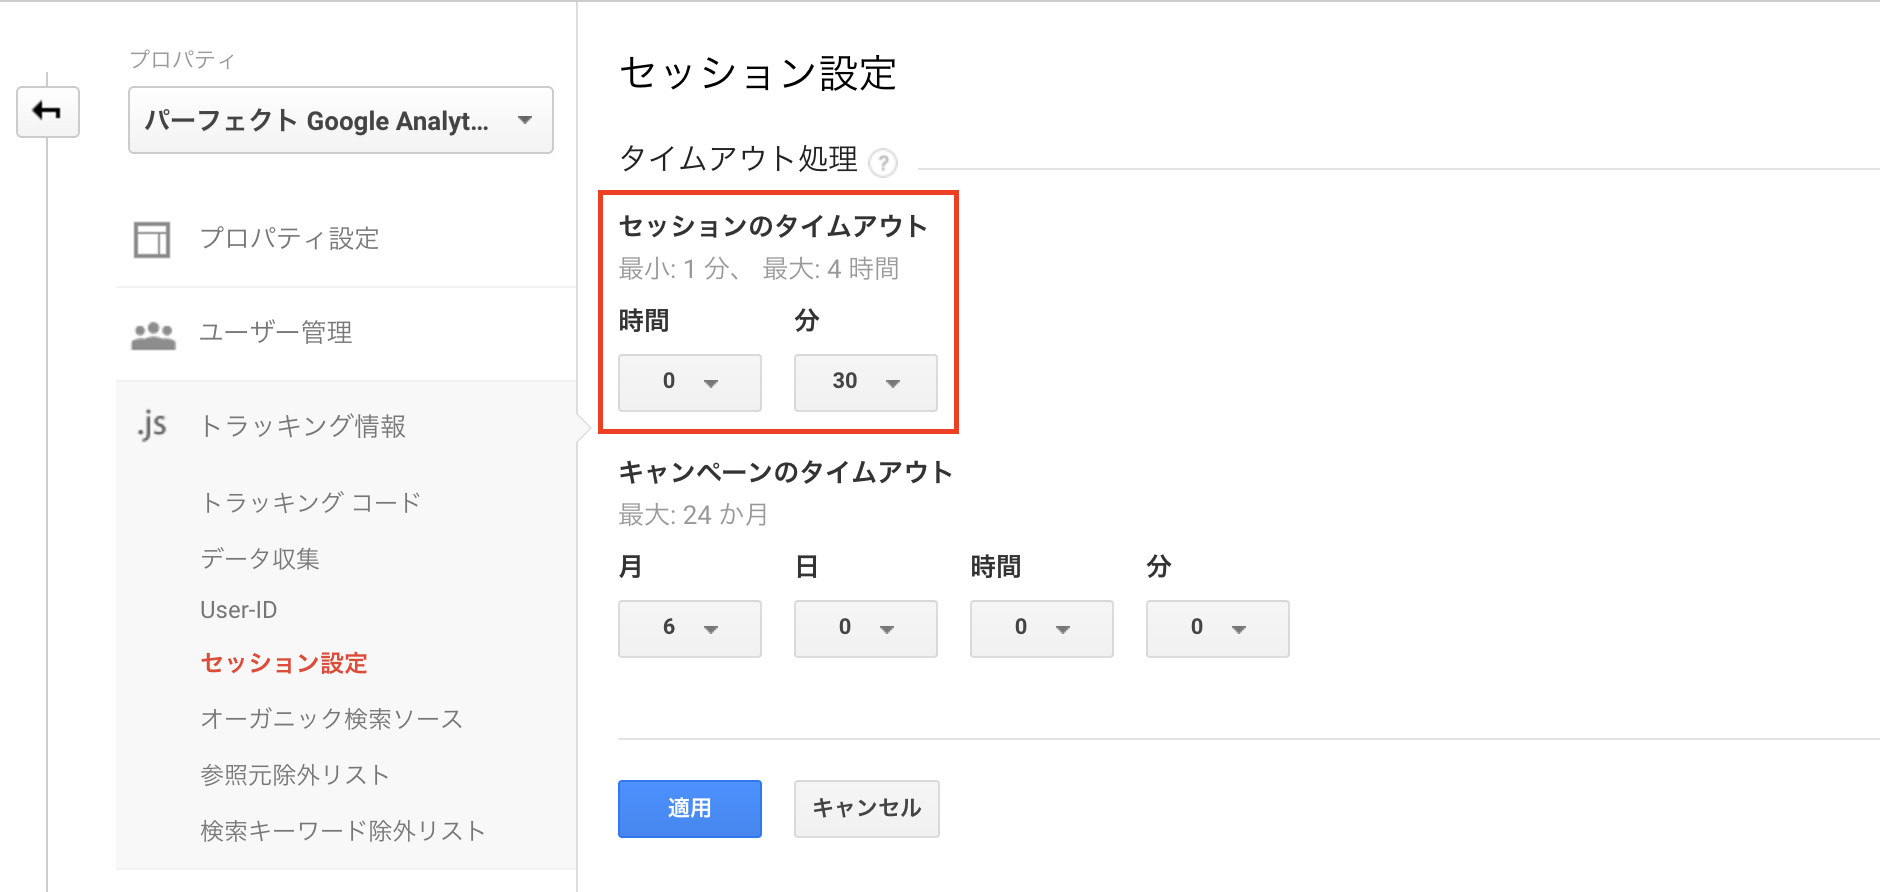 プロパティ
パーフェクト Google Analyt...
プロパティ設定
ユーザー管理
.js トラッキング情報
トラッキング コード
データ収集
User-ID
セッション設定
オーガニック検索ソース
参照元除外リスト
検索キーワード除外リスト
セッション設定
タイムアウト処理 ?
セッションのタイムアウト
最小: 1 分、 最大: 4 時間
時間 分
0 30
キャンペーンのタイムアウト
最大: 24 か月
月 日 時間 分
6 0 0 0
適用 キャンセル